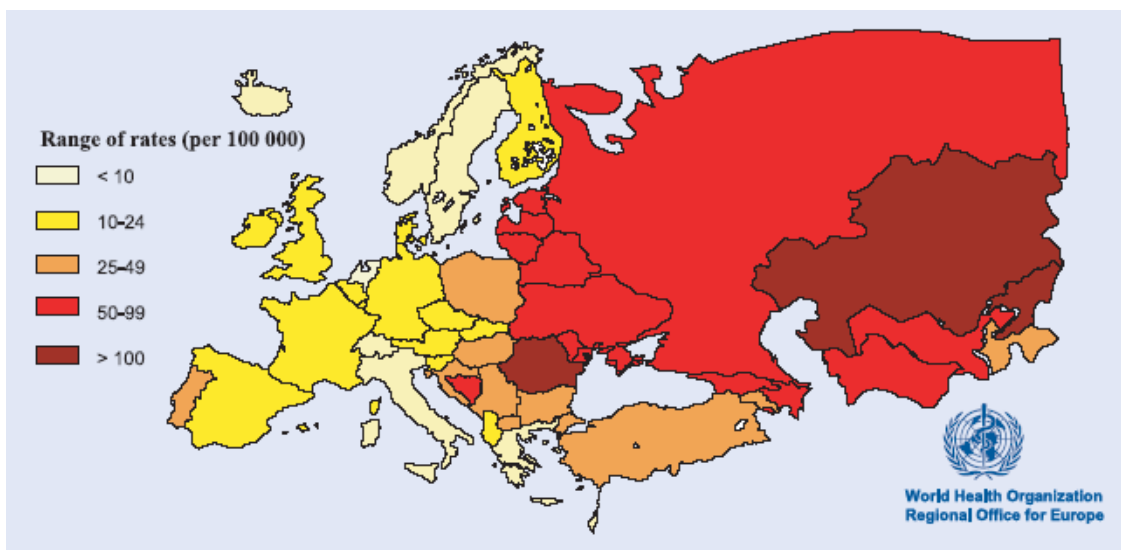 Range of rates (per 100 000)
< 10
10-24
25-49
50-99
> 100
World Health Organization
Regional Office for Europe